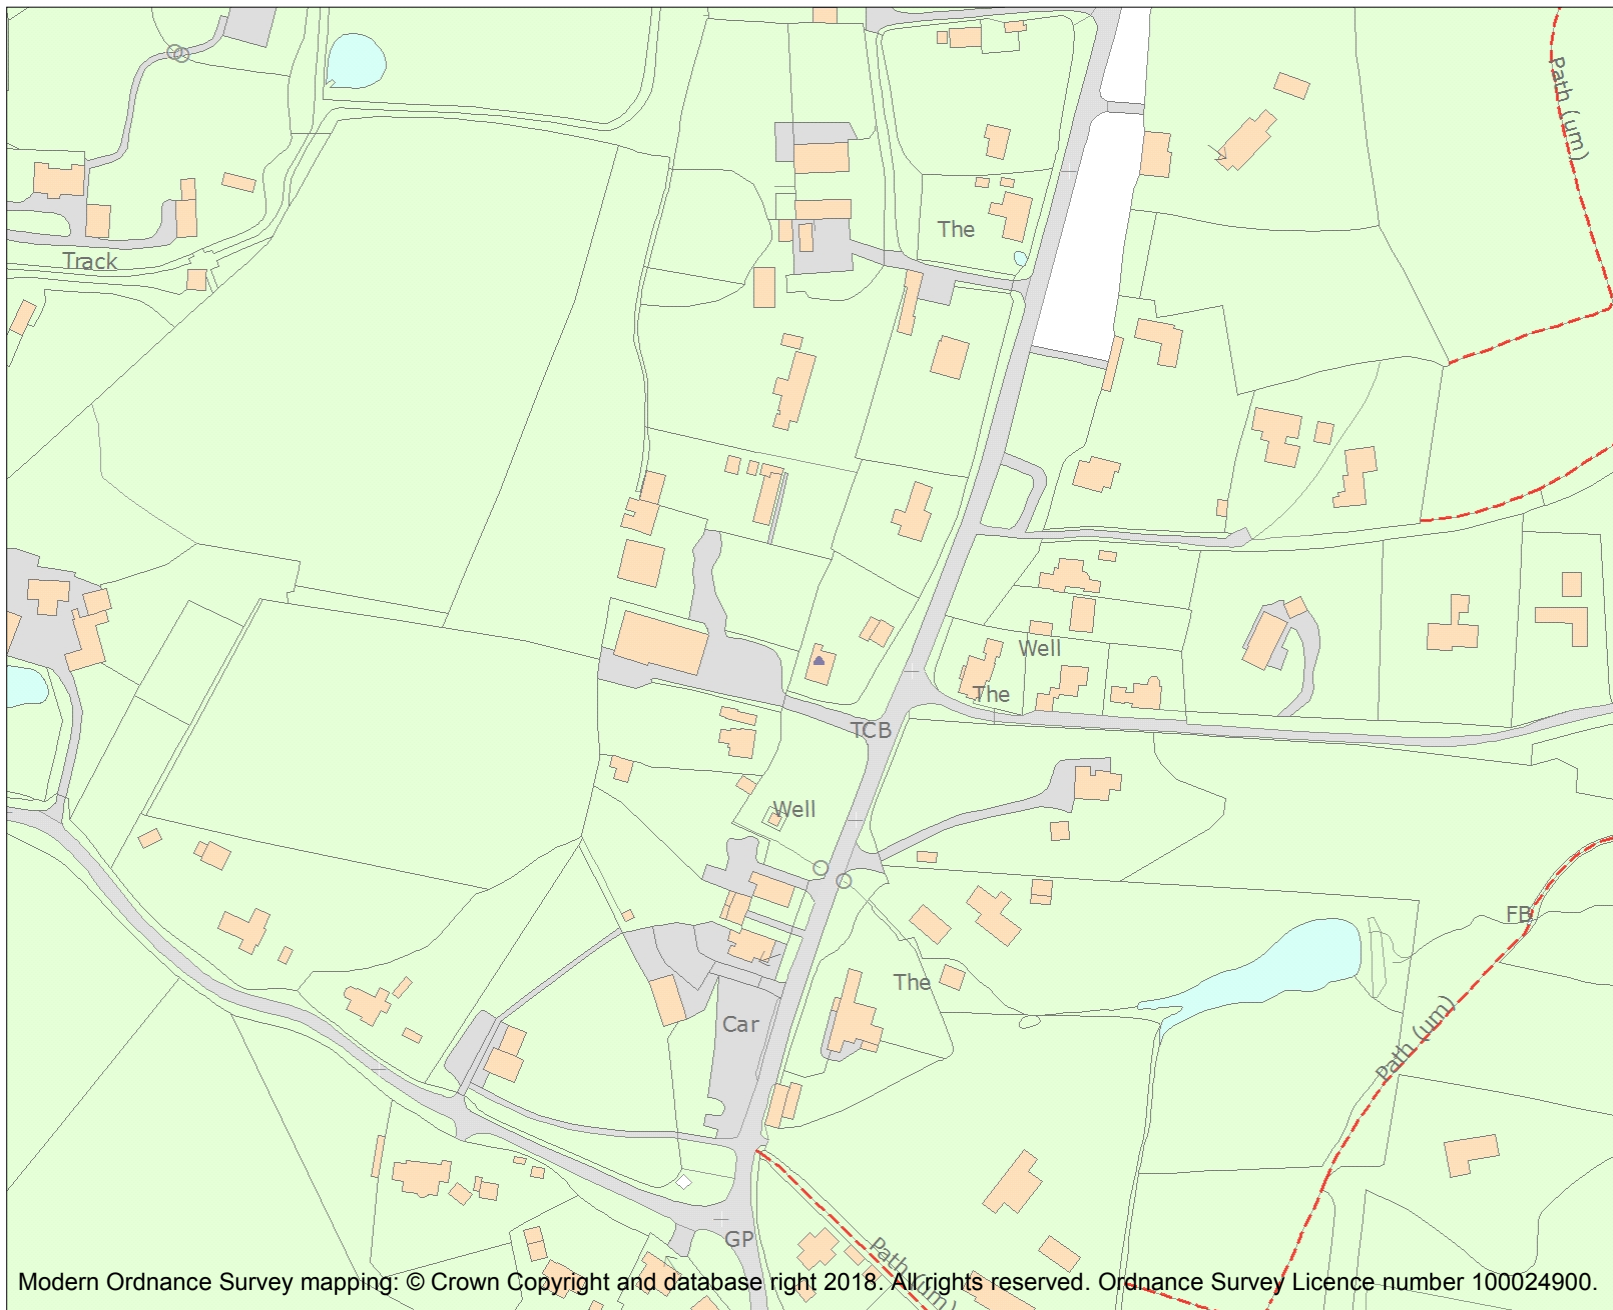 Path (um)
The
Track
Well
The
TCB
Well
FB
The
Car
Path (um)
GP
Path (um)
Modern Ordnance Survey mapping: © Crown Copyright and database right 2018. All rights reserved. Ordnance Survey Licence number 100024900.